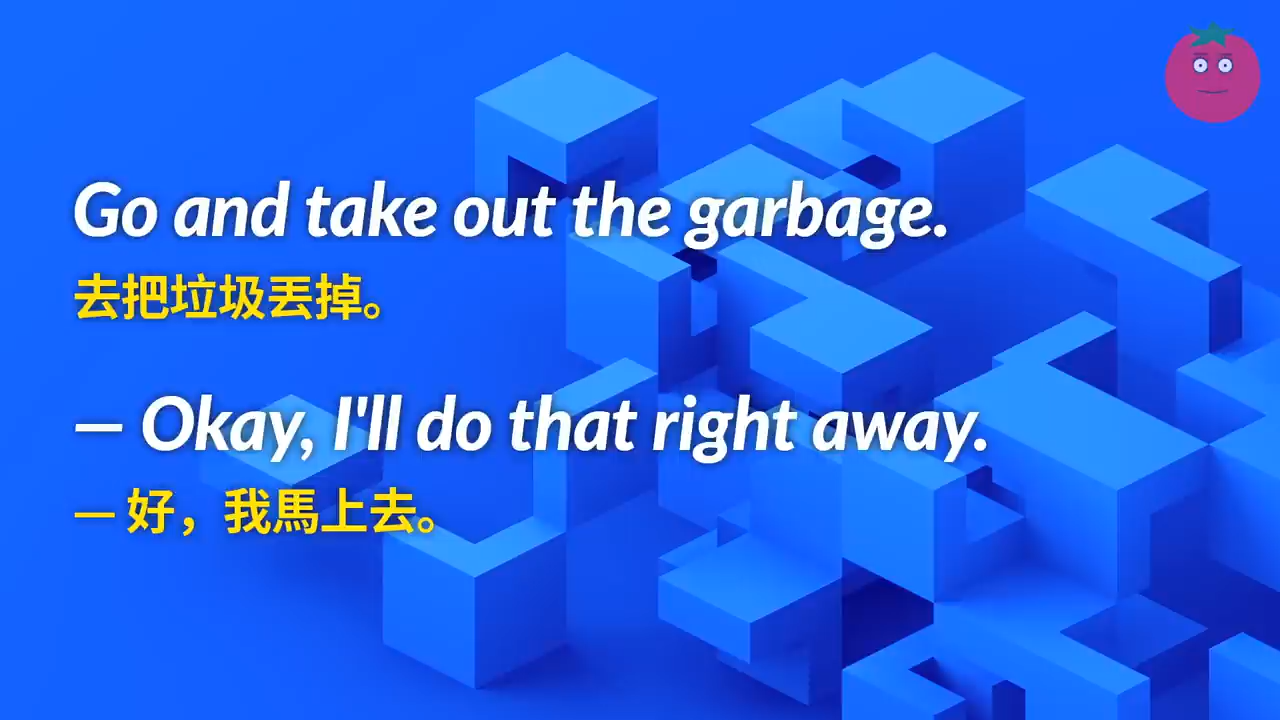 Go and take out the garbage.
去把垃圾丟掉。
— Okay, I'll do that right away.
— 好，我馬上去。